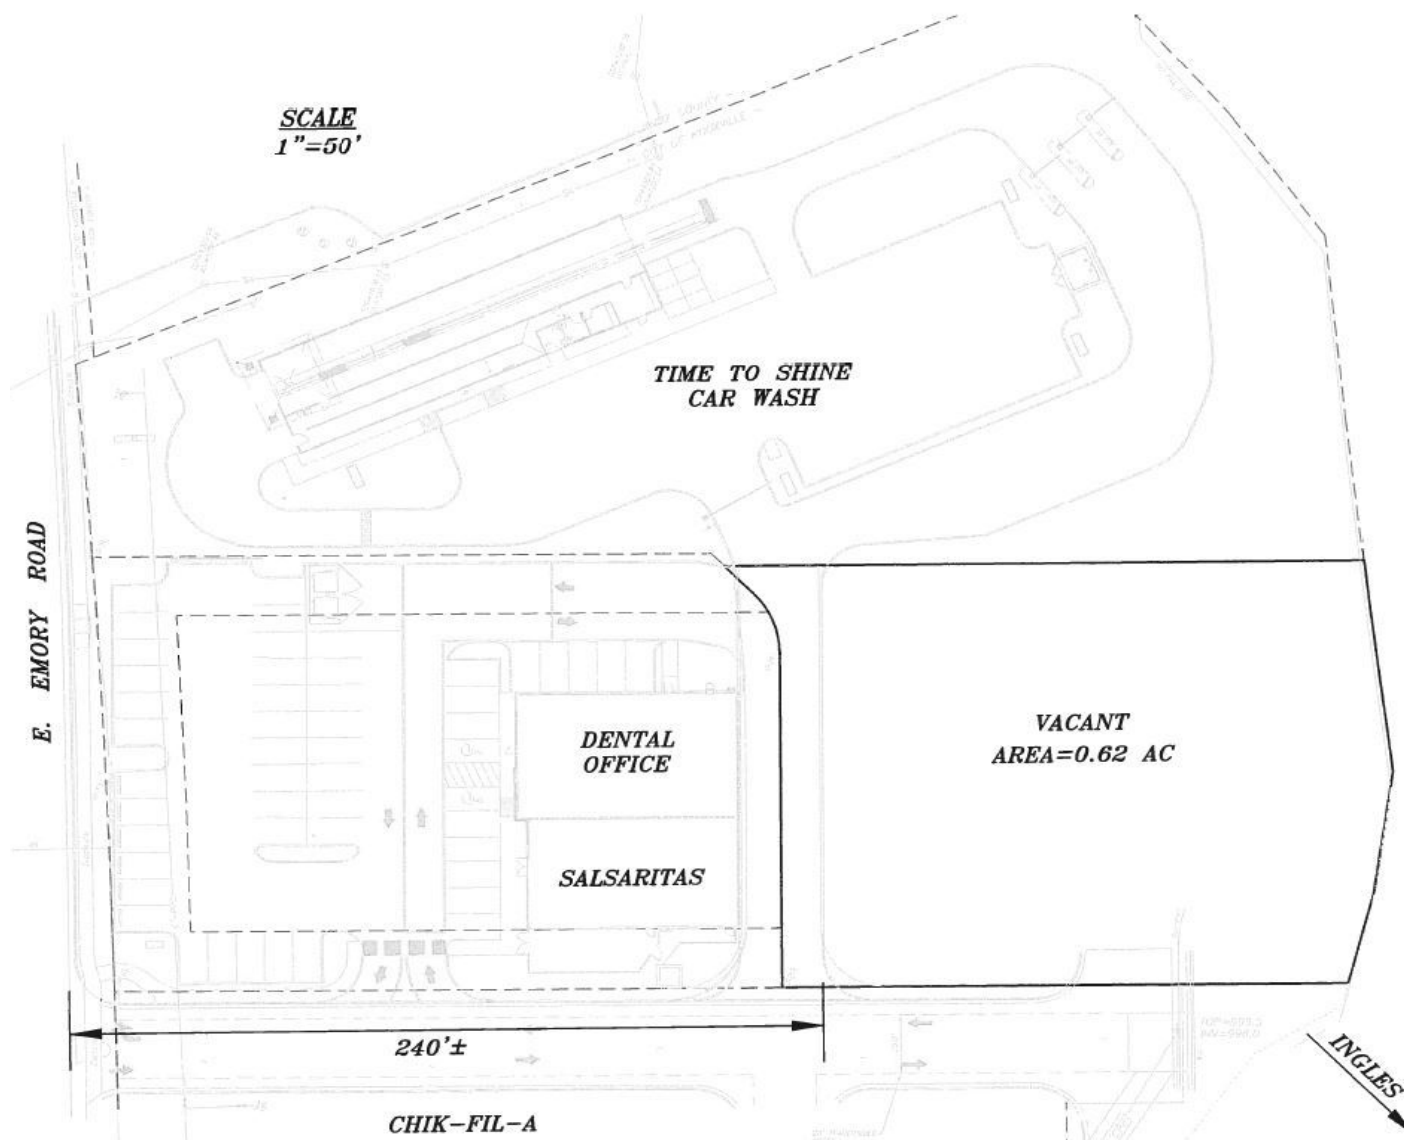 SCALE
1"=50'
TIME TO SHINE
CAR WASH
E. EMORY ROAD
DENTAL
OFFICE
VACANT
AREA=0.62 AC
SALSARITAS
240'±
CHIK-FIL-A
INGLES